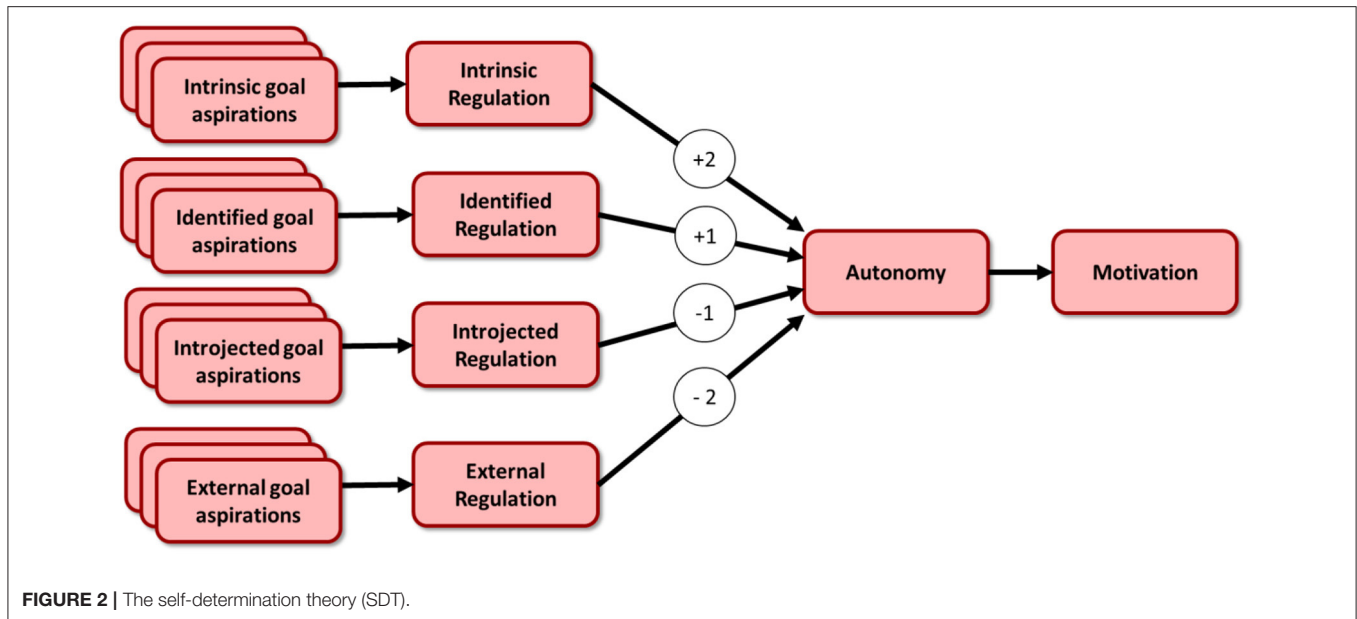 Intrinsic goal
aspirations
Intrinsic
Regulation
+2
Identified goal
aspirations
Identified
Regulation
+1
Autonomy
Motivation
Introjected goal
aspirations
Introjected
Regulation
-1
External goal
aspirations
External
Regulation
- 2
FIGURE 2 | The self-determination theory (SDT).